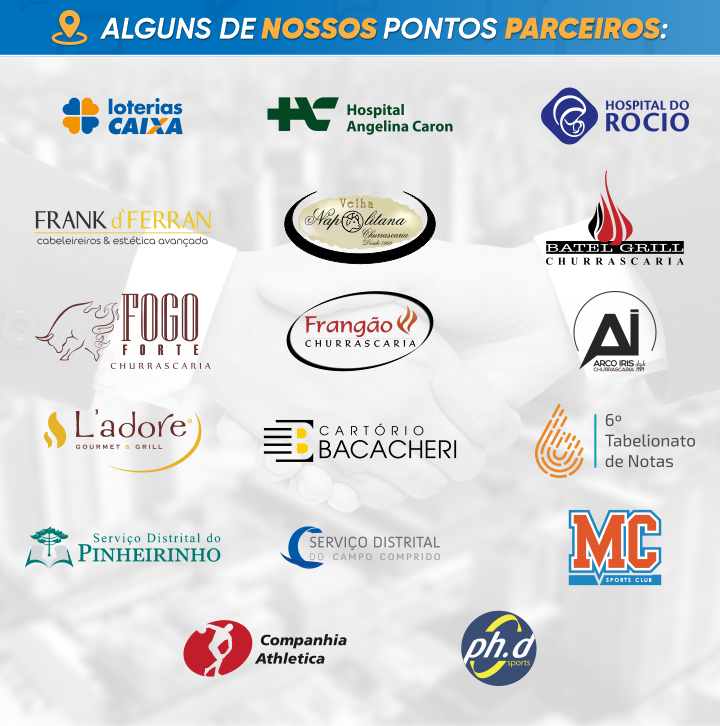 ALGUNS DE NOSSOS PONTOS PARCEIROS:
loterias
CAIXA
Hospital
Angelina Caron
HOSPITAL DO
ROCIO
FRANK d'FERRAN
cabeleireiros & estética avançada
Velha
Napolitana
Churrascaria
Desde 1969
BATEL GRILL
CHURRASCARIA
FOGO
FORTE
CHURRASCARIA
Frangão
CHURRASCARIA
AI
ARCO IRIS
CHURRASCARIA
L'adore®
GOURMET & GRILL
CARTÓRIO
BACACHERI
6º
Tabelionato
de Notas
Serviço Distrital do
PINHEIRINHO
SERVIÇO DISTRITAL
DO CAMPO COMPRIDO
MC
SPORTS CLUB
Companhia
Athletica
ph.d
sports